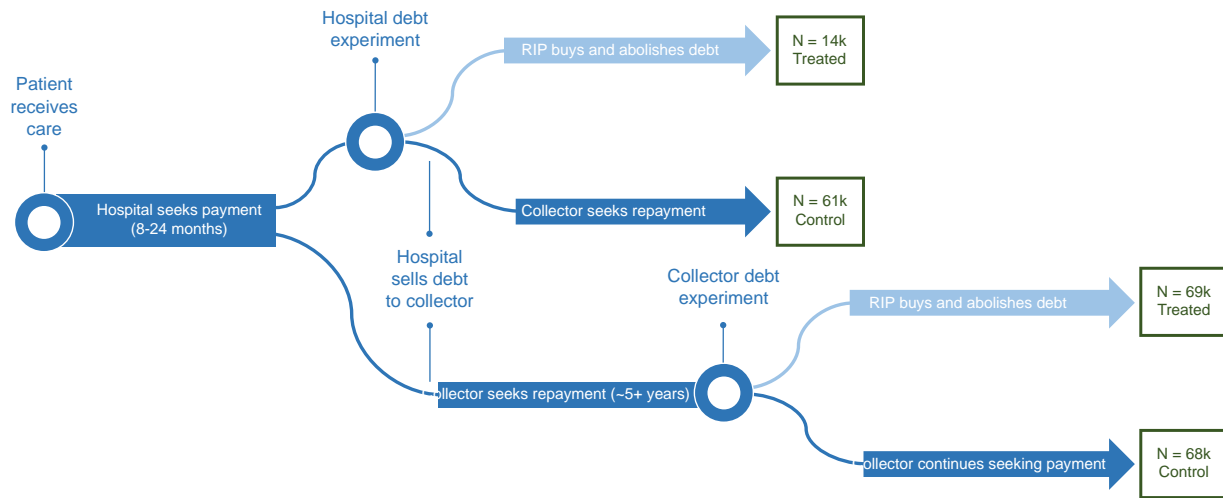 Hospital debt
experiment
RIP buys and abolishes debt
N = 14k
Treated
Patient
receives
care
Hospital seeks payment
(8-24 months)
Collector seeks repayment
N = 61k
Control
Hospital
sells debt
to collector
Collector debt
experiment
RIP buys and abolishes debt
N = 69k
Treated
Collector seeks repayment (~5+ years)
Collector continues seeking payment
N = 68k
Control